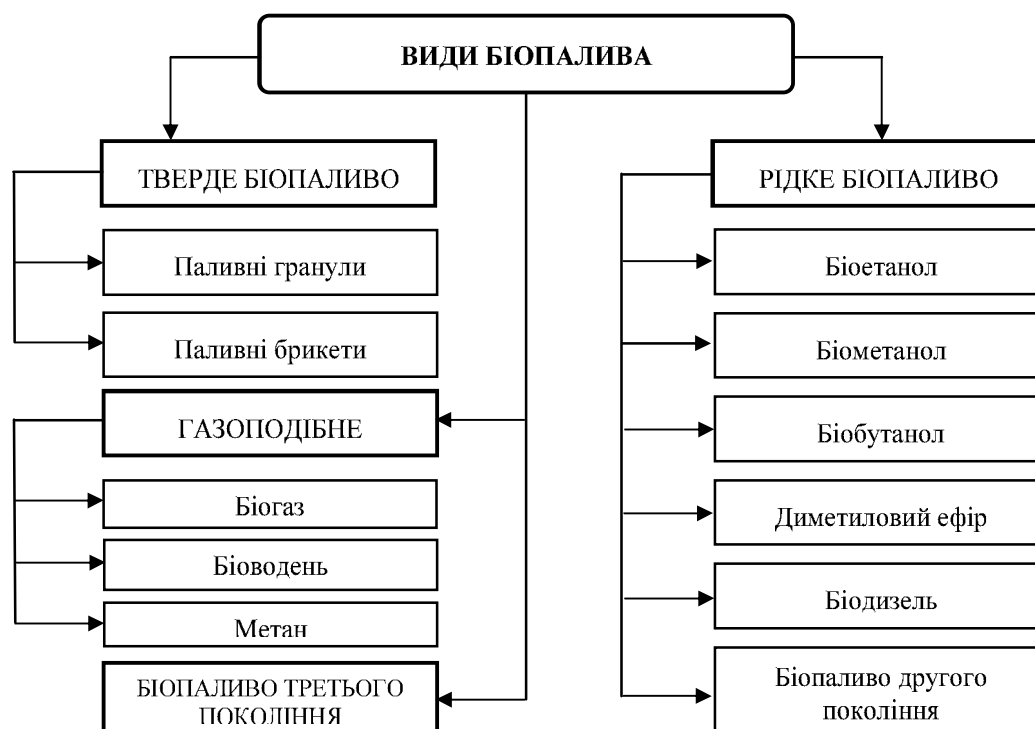 ВИДИ БІОПАЛИВА
ТВЕРДЕ БІОПАЛИВО
Паливні гранули
Паливні брикети
ГАЗОПОДІБНЕ
Біогаз
Біоводень
Метан
БІОПАЛИВО ТРЕТЬОГО
ПОКОЛІННЯ
РІДКЕ БІОПАЛИВО
Біоетанол
Біометанол
Біобутанол
Диметиловий ефір
Біодизель
Біопаливо другого
покоління